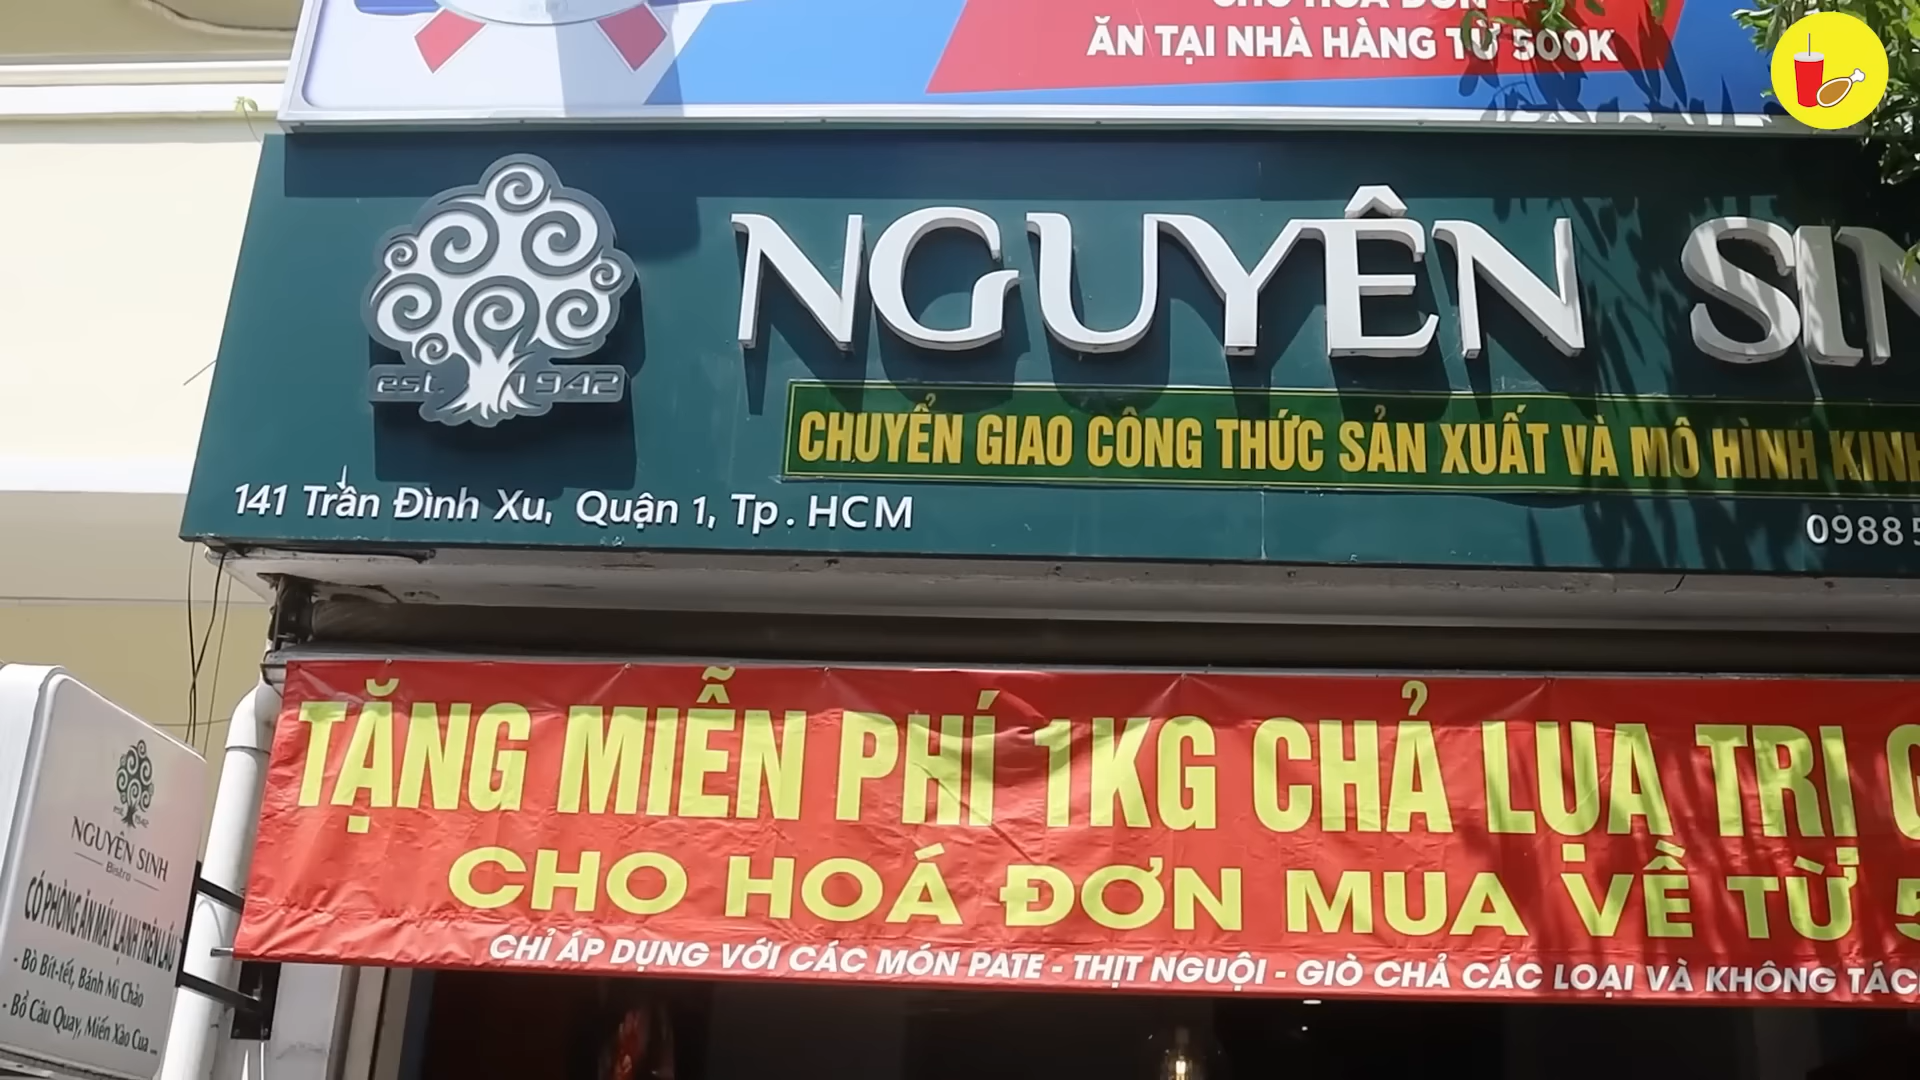 ĂN TẠI NHÀ HÀNG TỪ 500K
NGUYÊN
est. 1942
CHUYỂN GIAO CÔNG THỨC SẢN XUẤT VÀ MÔ HÌNH KINH
141 Trần Đình Xu, Quận 1, Tp. HCM
0988
TẶNG MIỄN PHÍ 1KG CHẢ LỤA TRỊ
CHO HOÁ ĐƠN MUA VỀ TỪ
CHỈ ÁP DỤNG VỚI CÁC MÓN PATE - THỊT NGUỘI - GIÒ CHẢ CÁC LOẠI VÀ KHÔNG TÁC
est. 1942
NGUYÊN SINH
Bistro
CÓ PHÒNG ĂN MÁY LẠNH TRÊN LẦU
- Bò Bít-tết, Bánh Mì Chảo
- Bồ Câu Quay, Miến Xào Cua ...